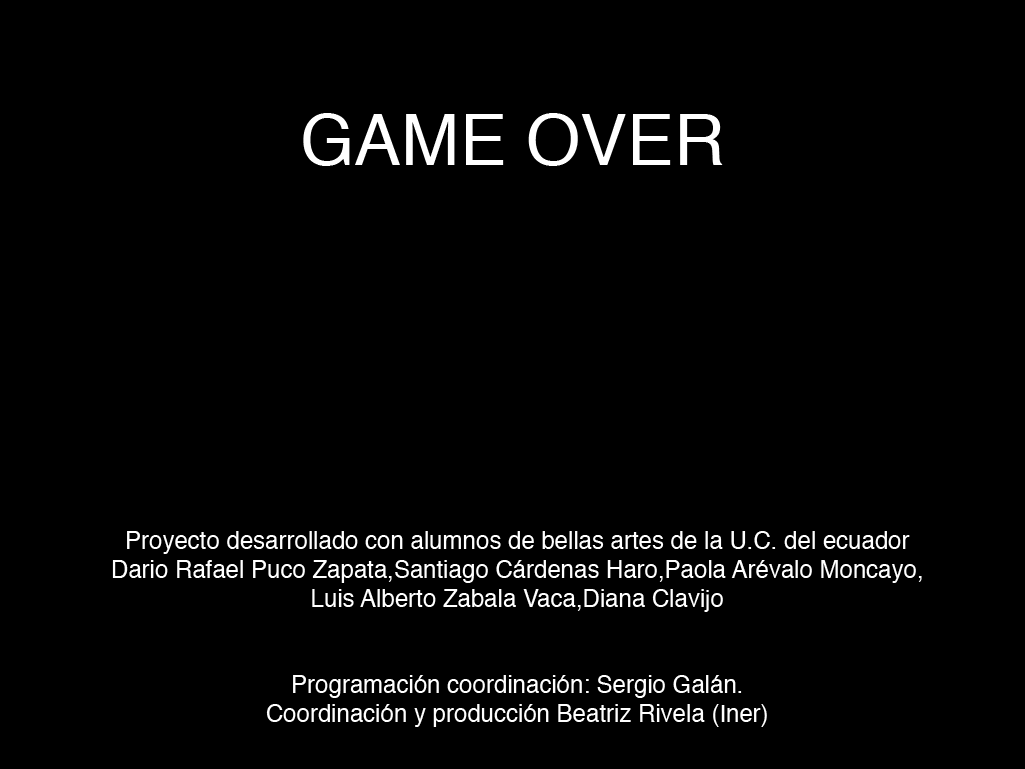 GAME OVER
Proyecto desarrollado con alumnos de bellas artes de la U.C. del ecuador
Dario Rafael Puco Zapata,Santiago Cárdenas Haro,Paola Arévalo Moncayo,
Luis Alberto Zabala Vaca,Diana Clavijo
Programación coordinación: Sergio Galán.
Coordinación y producción Beatriz Rivela (Iner)